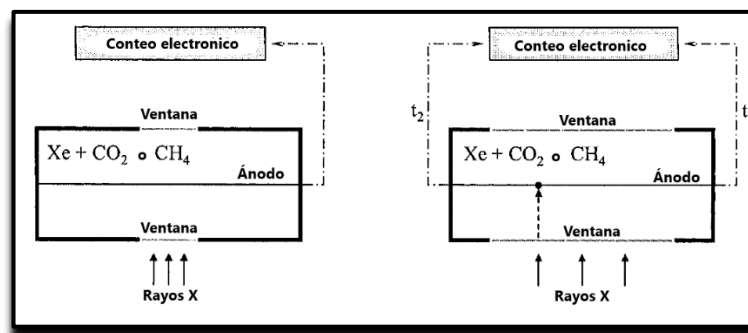 Conteo electronico
Ventana
Xe + CO₂ o CH₄
Ánodo
Ventana
Rayos X
Conteo electronico
t₂
t
Ventana
Xe + CO₂ o CH₄
Ánodo
Ventana
Rayos X